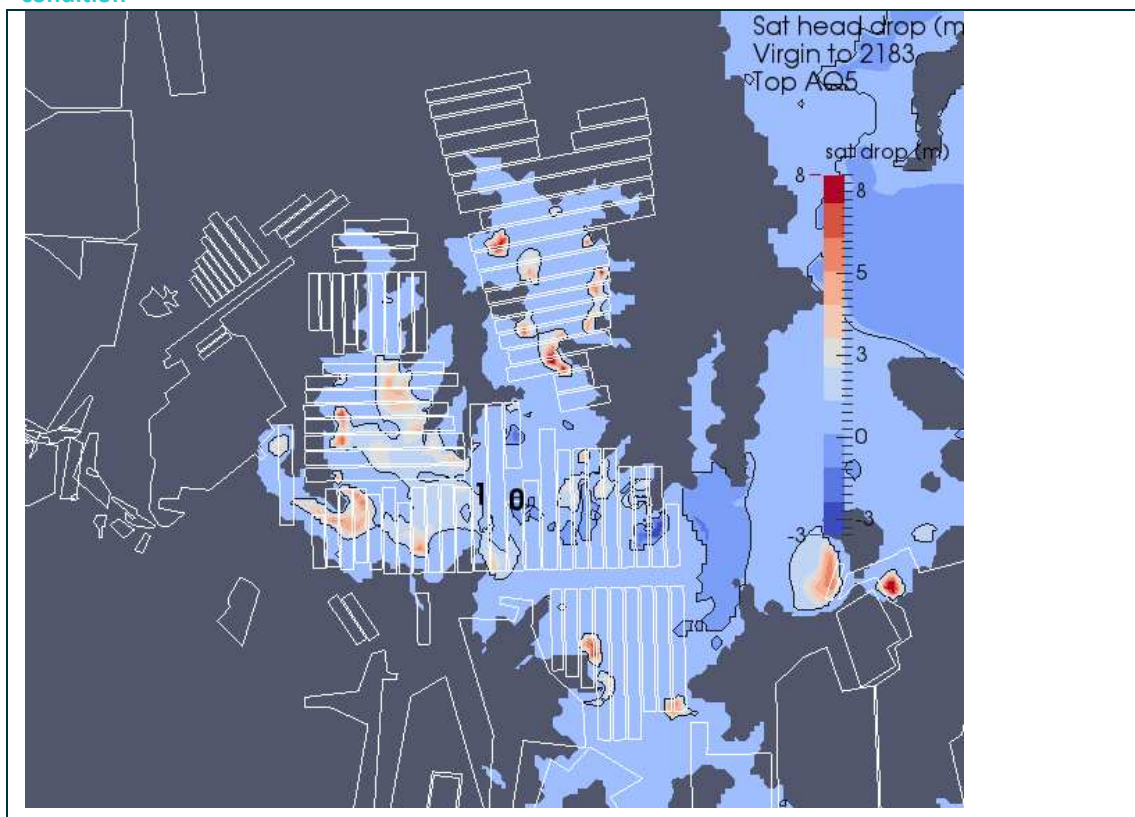 condition
Sat head drop (m
Virgin to 2183
Top AQ5
sat drop (m)
8
8
5
3
0
-3
-3
1 0